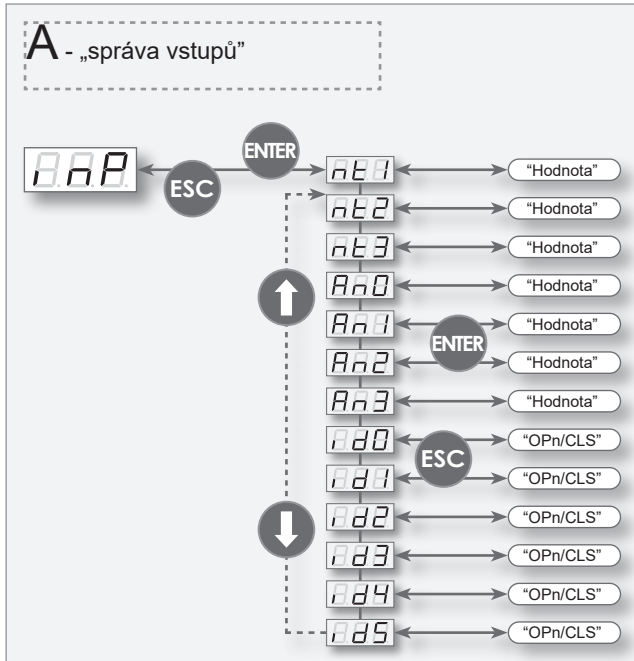 A - „správa vstupů”
inP
ENTER
ESC
nt1 “Hodnota”
nt2 “Hodnota”
nt3 “Hodnota”
An0 “Hodnota”
An1 “Hodnota”
ENTER
An2 “Hodnota”
An3 “Hodnota”
id0 “OPn/CLS”
ESC
id1 “OPn/CLS”
id2 “OPn/CLS”
id3 “OPn/CLS”
id4 “OPn/CLS”
id5 “OPn/CLS”